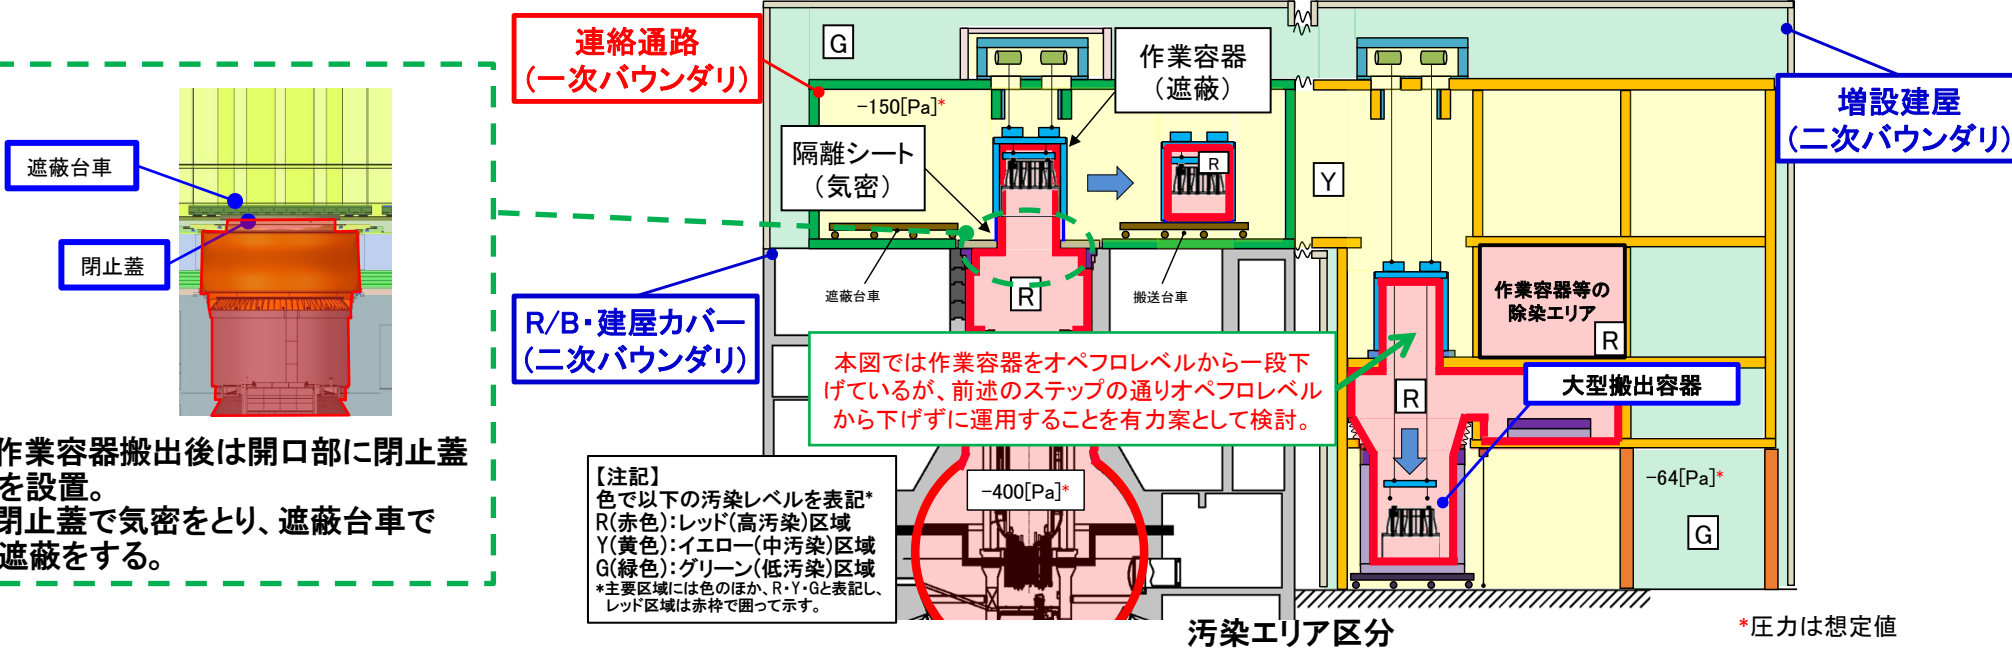 遮蔽台車
閉止蓋
作業容器搬出後は開口部に閉止蓋
を設置。
閉止蓋で気密をとり、遮蔽台車で
遮蔽をする。
連絡通路
(一次バウンダリ)
G
-150[Pa]*
作業容器
(遮蔽)
隔離シート
(気密)
R
Y
増設建屋
(二次バウンダリ)
遮蔽台車
R
搬送台車
R/B・建屋カバー
(二次バウンダリ)
作業容器等の
除染エリア
R
本図では作業容器をオペフロレベルから一段下
げているが、前述のステップの通りオペフロレベル
から下げずに運用することを有力案として検討。
R
大型搬出容器
-400[Pa]*
-64[Pa]*
G
【注記】
色で以下の汚染レベルを表記*
R(赤色):レッド(高汚染)区域
Y(黄色):イエロー(中汚染)区域
G(緑色):グリーン(低汚染)区域
*主要区域には色のほか、R・Y・Gと表記し、
レッド区域は赤枠で囲って示す。
汚染エリア区分
*圧力は想定値